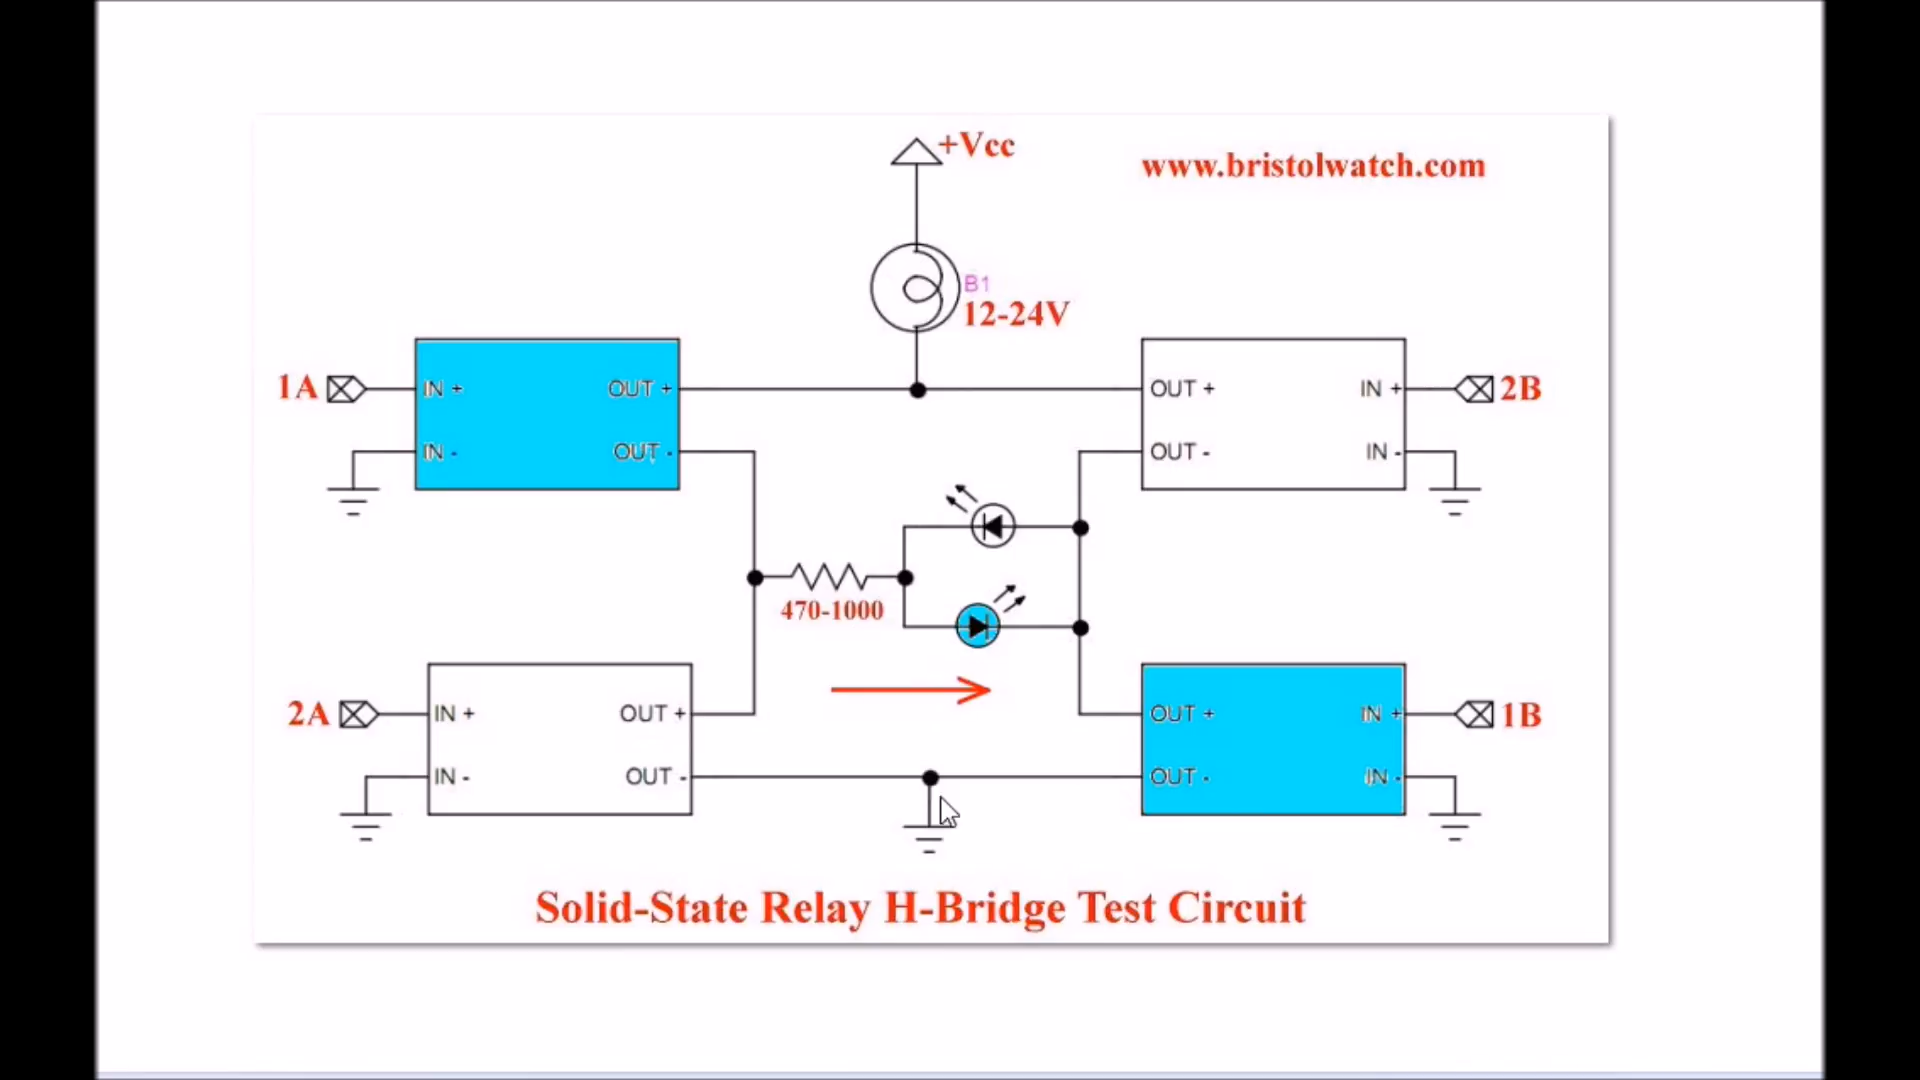 +Vcc
www.bristolwatch.com
B1
12-24V
1A
IN +
OUT +
IN -
OUT -
OUT +
IN +
2B
OUT -
IN -
470-1000
2A
IN +
OUT +
IN -
OUT -
OUT +
IN +
1B
OUT -
IN -
Solid-State Relay H-Bridge Test Circuit